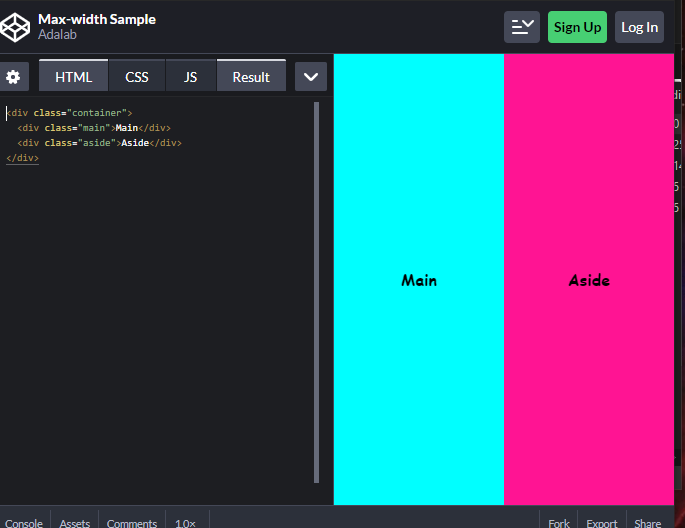 Max-width Sample
Adalab
Sign Up
Log In
HTML
CSS
JS
Result
<div class="container">
<div class="main">Main</div>
<div class="aside">Aside</div>
</div>
Main
Aside
Console
Assets
Comments
1.0×
Fork
Export
Share